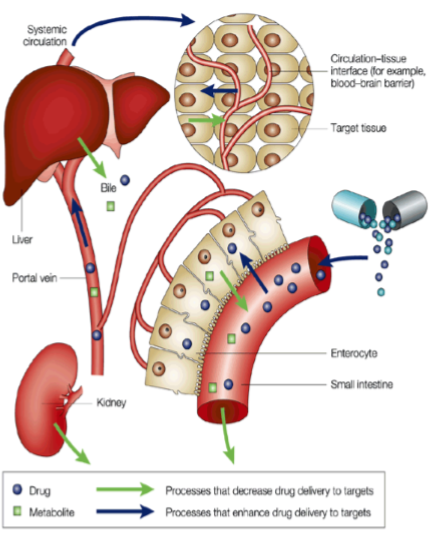 Systemic
circulation
Circulation–tissue
interface (for example,
blood–brain barrier)
Target tissue
Bile
Liver
Portal vein
Enterocyte
Small intestine
Kidney
Drug
Processes that decrease drug delivery to targets
Metabolite
Processes that enhance drug delivery to targets